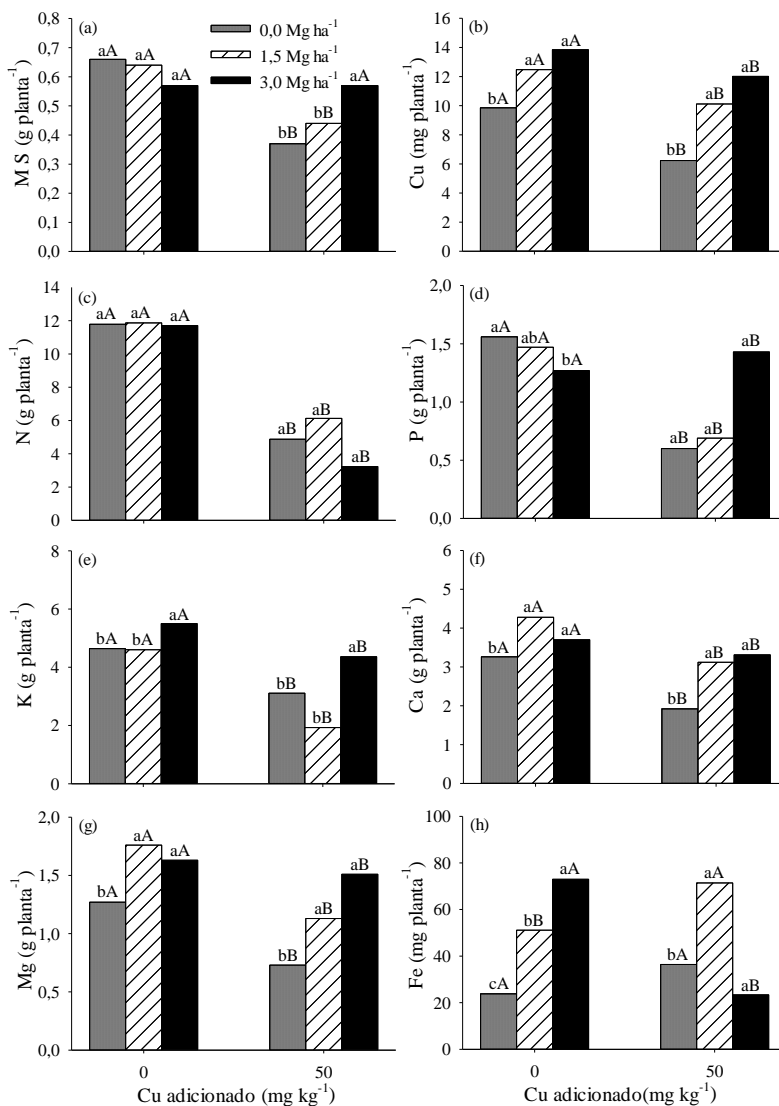 (a)
0,0 Mg ha⁻¹
1,5 Mg ha⁻¹
3,0 Mg ha⁻¹
M S (g planta⁻¹)
0,8
0,7
0,6
0,5
0,4
0,3
0,2
0,1
0,0
aA aA aA
bB bB aA
(b)
Cu (mg planta⁻¹)
16
14
12
10
8
6
4
2
0
bA aA aA
bB aB aB
(c)
N (g planta⁻¹)
14
12
10
8
6
4
2
0
aA aA aA
aB aB aB
(d)
P (g planta⁻¹)
2,0
1,5
1,0
0,5
0,0
aA abA bA
aB aB aB
(e)
K (g planta⁻¹)
8
6
4
2
0
bA bA aA
bB bB aB
(f)
Ca (g planta⁻¹)
6
5
4
3
2
1
0
bA aA aA
bB aB aB
(g)
Mg (g planta⁻¹)
2,0
1,5
1,0
0,5
0,0
bA aA aA
bB aB aB
0 50
Cu adicionado (mg kg⁻¹)
(h)
Fe (mg planta⁻¹)
100
80
60
40
20
0
cA bB aA
bA aA aB
0 50
Cu adicionado(mg kg⁻¹)